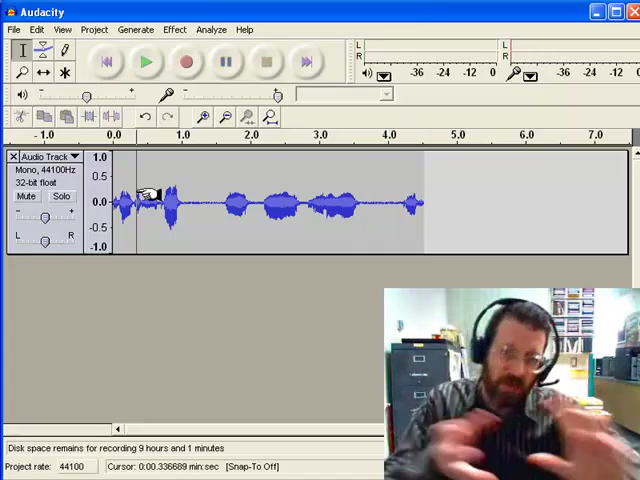 Audacity
File Edit View Project Generate Effect Analyze Help
L
R
-36 -24 -12 0
L
R
-36 -24 -12 0
- +
- +
-1.0 0.0 1.0 2.0 3.0 4.0 5.0 6.0 7.0
X Audio Track
Mono, 44100Hz
32-bit float
Mute Solo
- +
L R
1.0
0.5
0.0
-0.5
-1.0
Disk space remains for recording 9 hours and 1 minutes
Project rate: 44100 Cursor: 0:00.336689 min:sec [Snap-To Off]